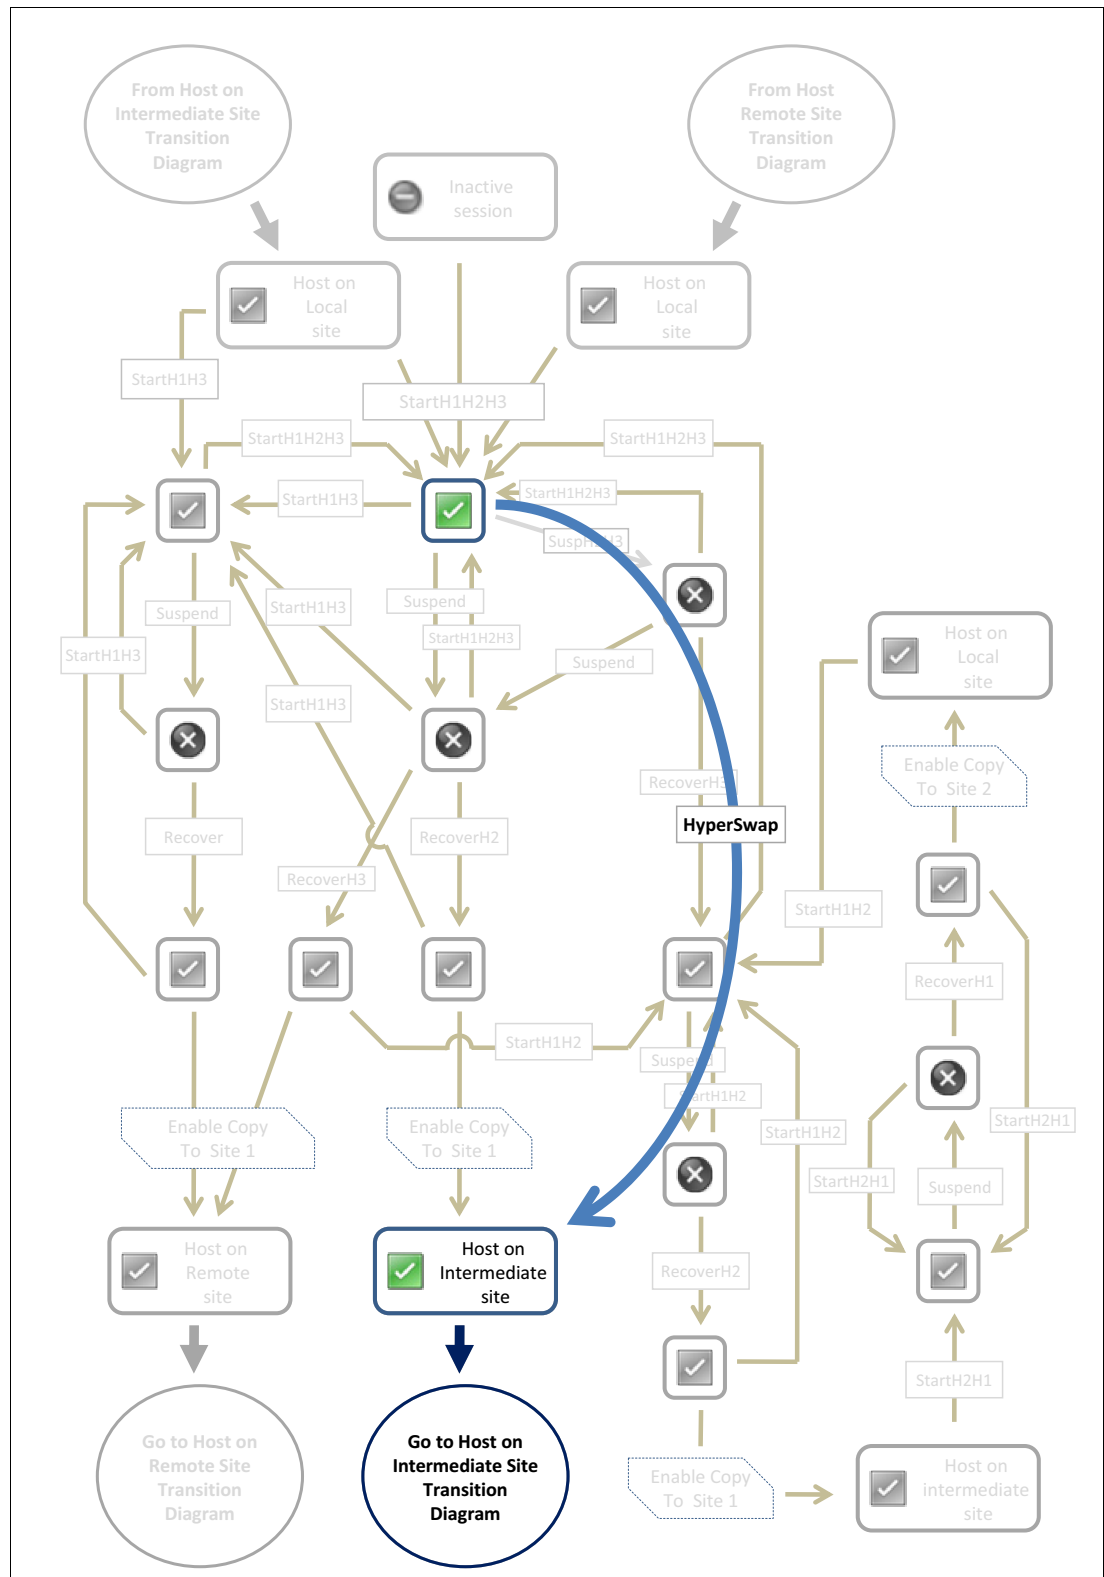 From Host on
Intermediate Site
Transition
Diagram
From Host
Remote Site
Transition
Diagram
Inactive
session
Host on
Local
site
Host on
Local
site
StartH1H3
StartH1H2H3
StartH1H2H3
StartH1H2H3
StartH1H3
StartH1H2H3
SuspH2H3
Suspend
StartH1H3
Suspend
StartH1H2H3
StartH1H3
Suspend
StartH1H3
Host on
Local
site
Enable Copy
To Site 2
RecoverH3
HyperSwap
Recover
RecoverH2
RecoverH3
StartH1H2
RecoverH1
StartH1H2
Suspend
StartH1H2
StartH1H2
StartH2H1
Enable Copy
To Site 1
Enable Copy
To Site 1
StartH2H1
Suspend
Host on
Remote
site
Host on
Intermediate
site
RecoverH2
StartH2H1
Go to Host on
Remote Site
Transition
Diagram
Go to Host on
Intermediate Site
Transition
Diagram
Enable Copy
To Site 1
Host on
intermediate
site